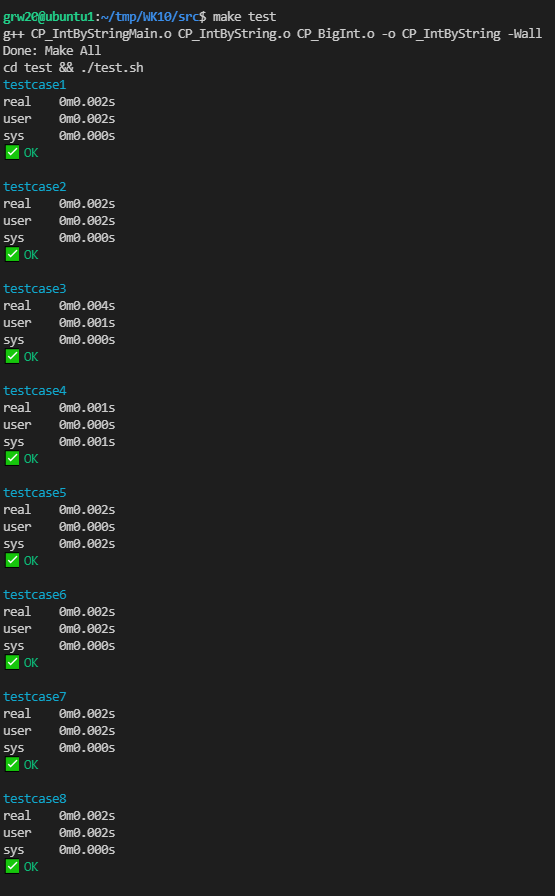 grw20@ubuntu1:~/tmp/WK10/src$ make test
g++ CP_IntByStringMain.o CP_IntByString.o CP_BigInt.o -o CP_IntByString -Wall
Done: Make All
cd test && ./test.sh
testcase1
real    0m0.002s
user    0m0.002s
sys     0m0.000s
✅ OK

testcase2
real    0m0.002s
user    0m0.002s
sys     0m0.000s
✅ OK

testcase3
real    0m0.004s
user    0m0.001s
sys     0m0.000s
✅ OK

testcase4
real    0m0.001s
user    0m0.000s
sys     0m0.001s
✅ OK

testcase5
real    0m0.002s
user    0m0.000s
sys     0m0.002s
✅ OK

testcase6
real    0m0.002s
user    0m0.002s
sys     0m0.000s
✅ OK

testcase7
real    0m0.002s
user    0m0.002s
sys     0m0.000s
✅ OK

testcase8
real    0m0.002s
user    0m0.002s
sys     0m0.000s
✅ OK